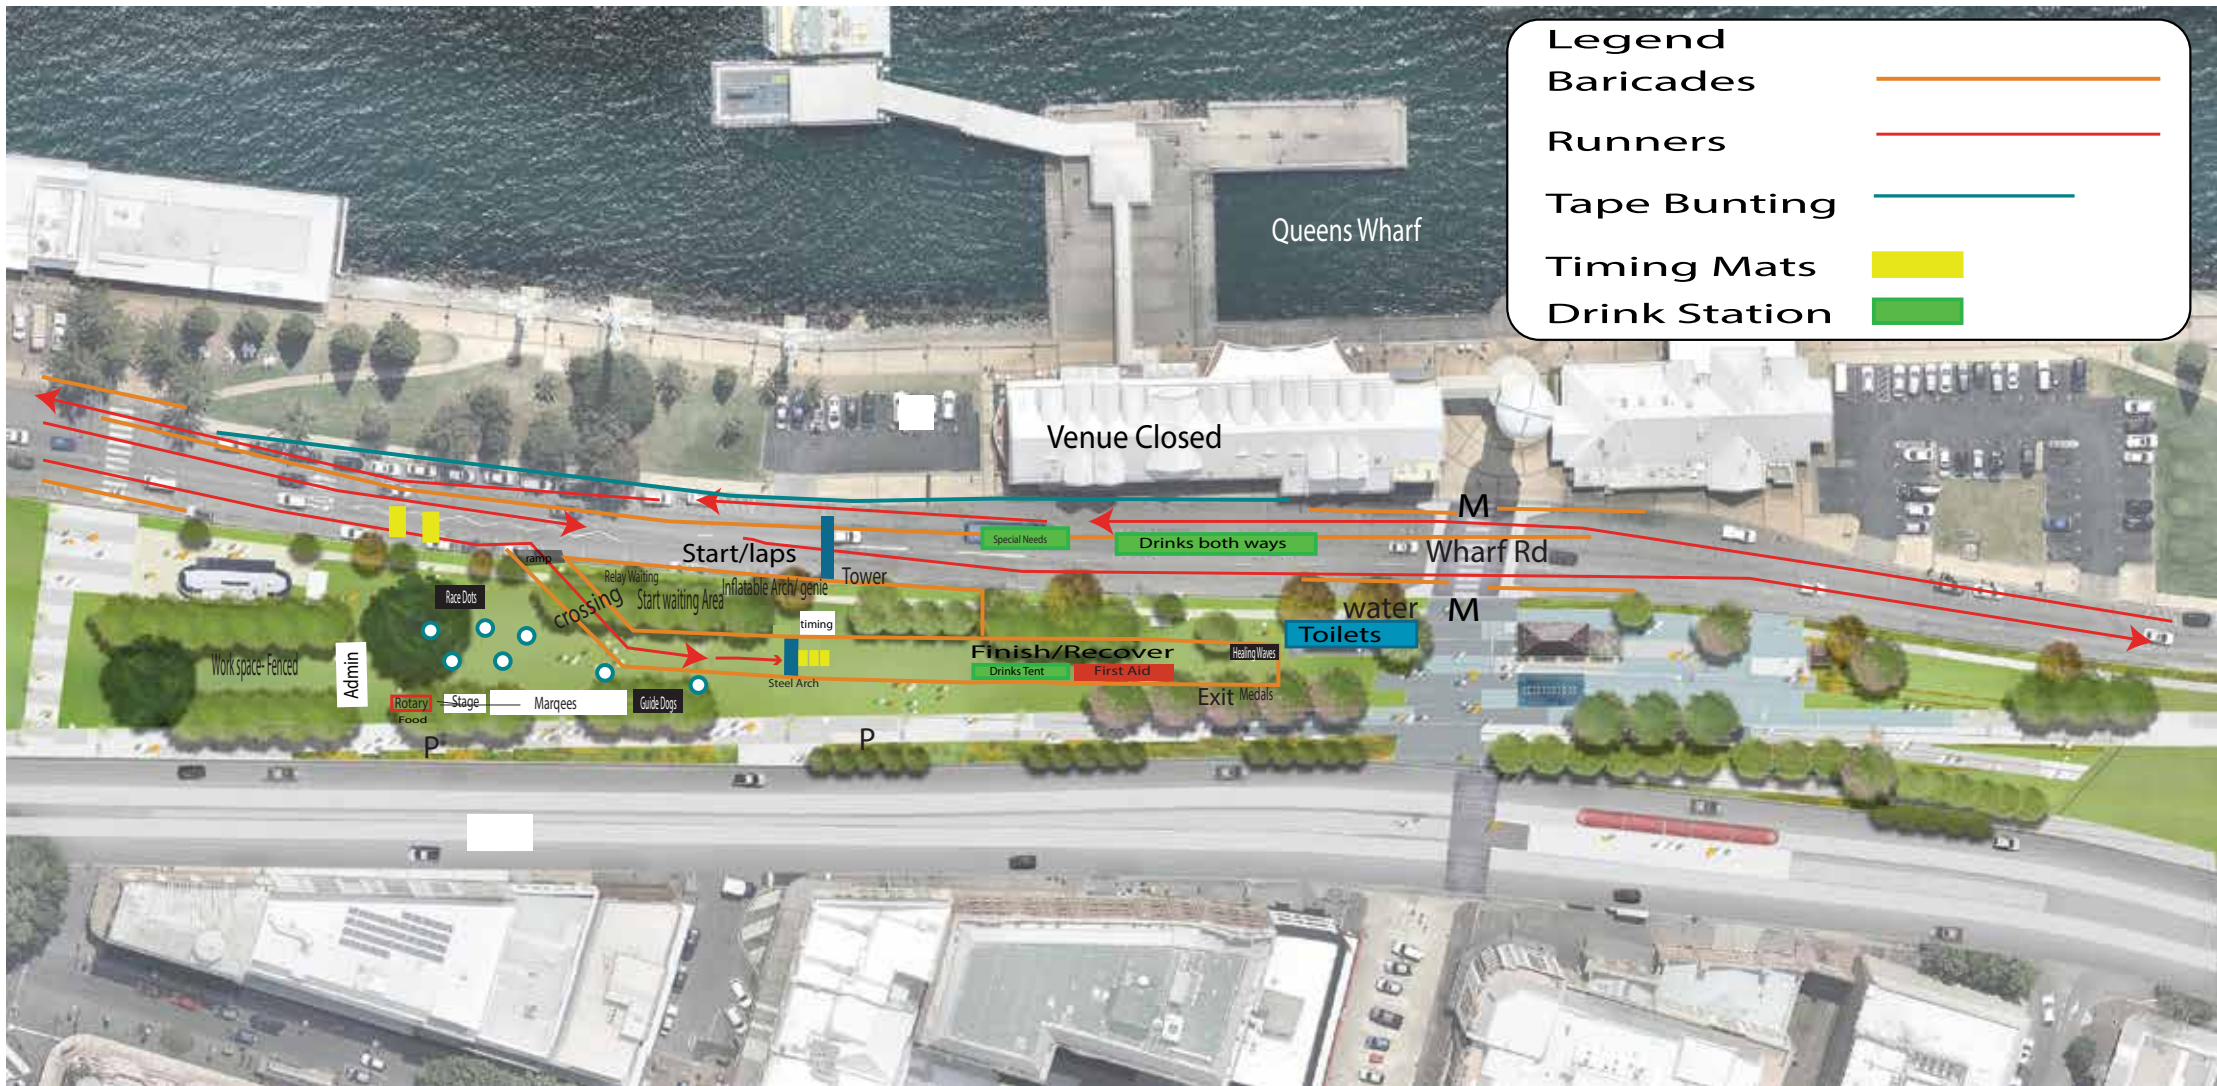 Legend
Baricades
Runners
Tape Bunting
Timing Mats
Drink Station
Queens Wharf
Venue Closed
M
Special Needs
Drinks both ways
Wharf Rd
Start/laps
ramp
Tower
Relay Waiting
Inflatable Arch/ genie
Start waiting Area
crossing
Race Dots
timing
water
M
Toilets
Finish/Recover
Healing Waves
Work space- Fenced
Admin
Drinks Tent
First Aid
Steel Arch
Exit
Medals
Rotary
Stage
Marqees
Guide Dogs
Food
P
P